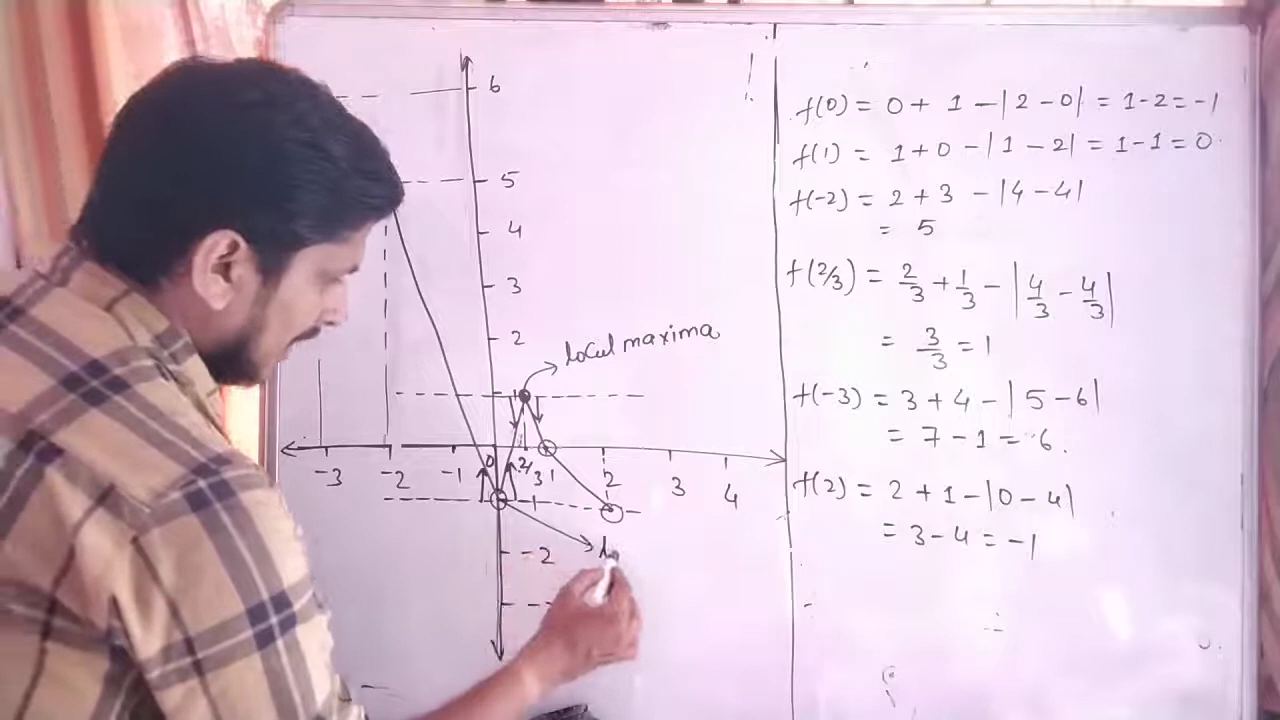 6
5
4
3
2
local maxima
-3 -2 -1 0 2/3 1 2 3 4
-2
f(0) = 0 + 1 - |2 - 0| = 1 - 2 = -1
f(1) = 1 + 0 - |1 - 2| = 1 - 1 = 0
f(-2) = 2 + 3 - |4 - 4|
= 5
f(2/3) = 2/3 + 1/3 - |4/3 - 4/3|
= 3/3 = 1
f(-3) = 3 + 4 - |5 - 6|
= 7 - 1 = 6
f(2) = 2 + 1 - |0 - 4|
= 3 - 4 = -1